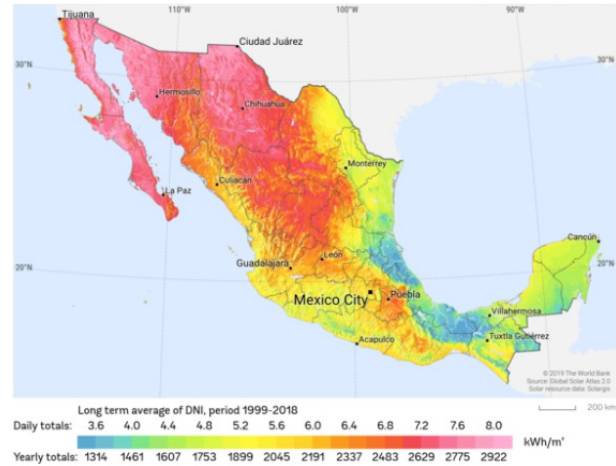 110°W
100°W
90°W
Tijuana
Ciudad Juárez
30°N
30°N
Hermosillo
Chihuahua
Monterrey
Culiacán
La Paz
Cancún
20°N
León
20°N
Guadalajara
Mexico City
Puebla
Villahermosa
Tuxtla Gutiérrez
Acapulco
© 2019 The World Bank
Source: Global Solar Atlas 2.0
Solar resource data: Solargis
200 km
Long term average of DNI, period 1999-2018
Daily totals: 3.6 4.0 4.4 4.8 5.2 5.6 6.0 6.4 6.8 7.2 7.6 8.0
kWh/m²
Yearly totals: 1314 1461 1607 1753 1899 2045 2191 2337 2483 2629 2775 2922